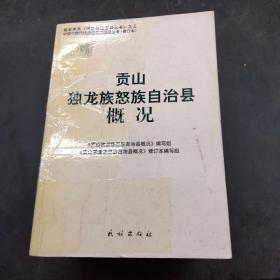 贡山
独龙族怒族自治县
概况
《贡山独龙族怒族自治县概况》编写组
《贡山独龙族怒族自治县概况》修订本编写组
民族出版社